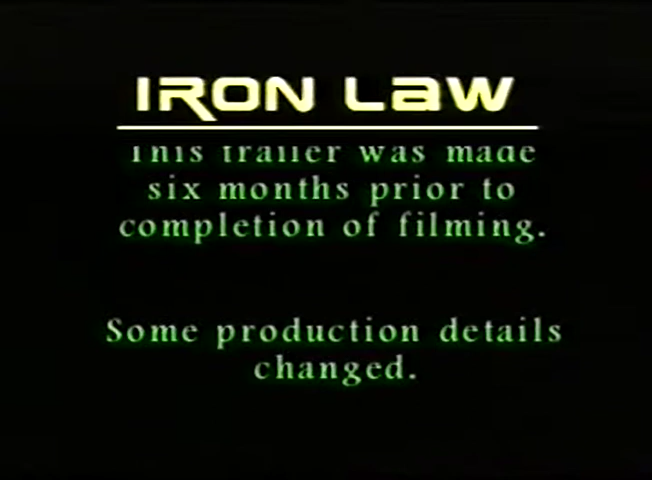 IRON LaW
This trailer was made
six months prior to
completion of filming.
Some production details
changed.